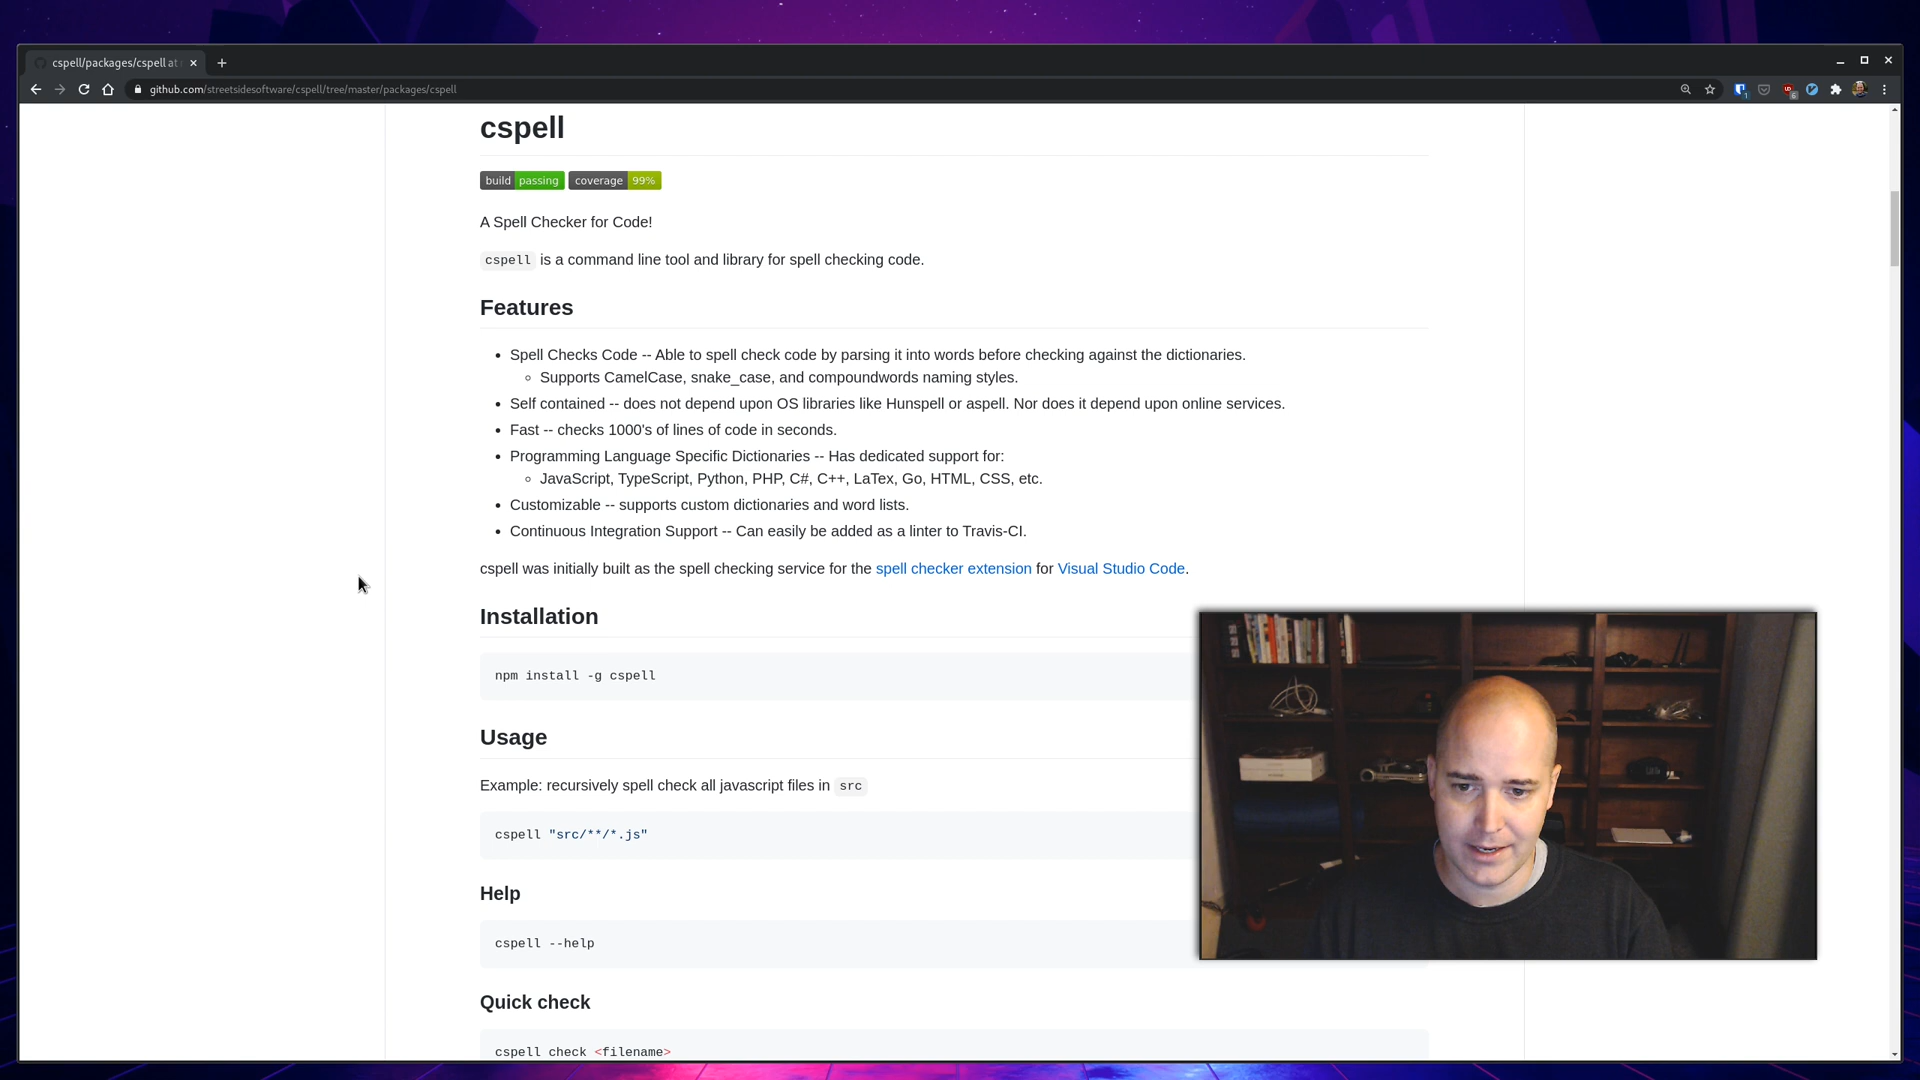 cspell/packages/cspell at
github.com/streetsidesoftware/cspell/tree/master/packages/cspell
cspell
build passing coverage 99%
A Spell Checker for Code!
cspell is a command line tool and library for spell checking code.
Features
Spell Checks Code -- Able to spell check code by parsing it into words before checking against the dictionaries.
Supports CamelCase, snake_case, and compoundwords naming styles.
Self contained -- does not depend upon OS libraries like Hunspell or aspell. Nor does it depend upon online services.
Fast -- checks 1000's of lines of code in seconds.
Programming Language Specific Dictionaries -- Has dedicated support for:
JavaScript, TypeScript, Python, PHP, C#, C++, LaTex, Go, HTML, CSS, etc.
Customizable -- supports custom dictionaries and word lists.
Continuous Integration Support -- Can easily be added as a linter to Travis-CI.
cspell was initially built as the spell checking service for the spell checker extension for Visual Studio Code.
Installation
npm install -g cspell
Usage
Example: recursively spell check all javascript files in src
cspell "src/**/*.js"
Help
cspell --help
Quick check
cspell check <filename>